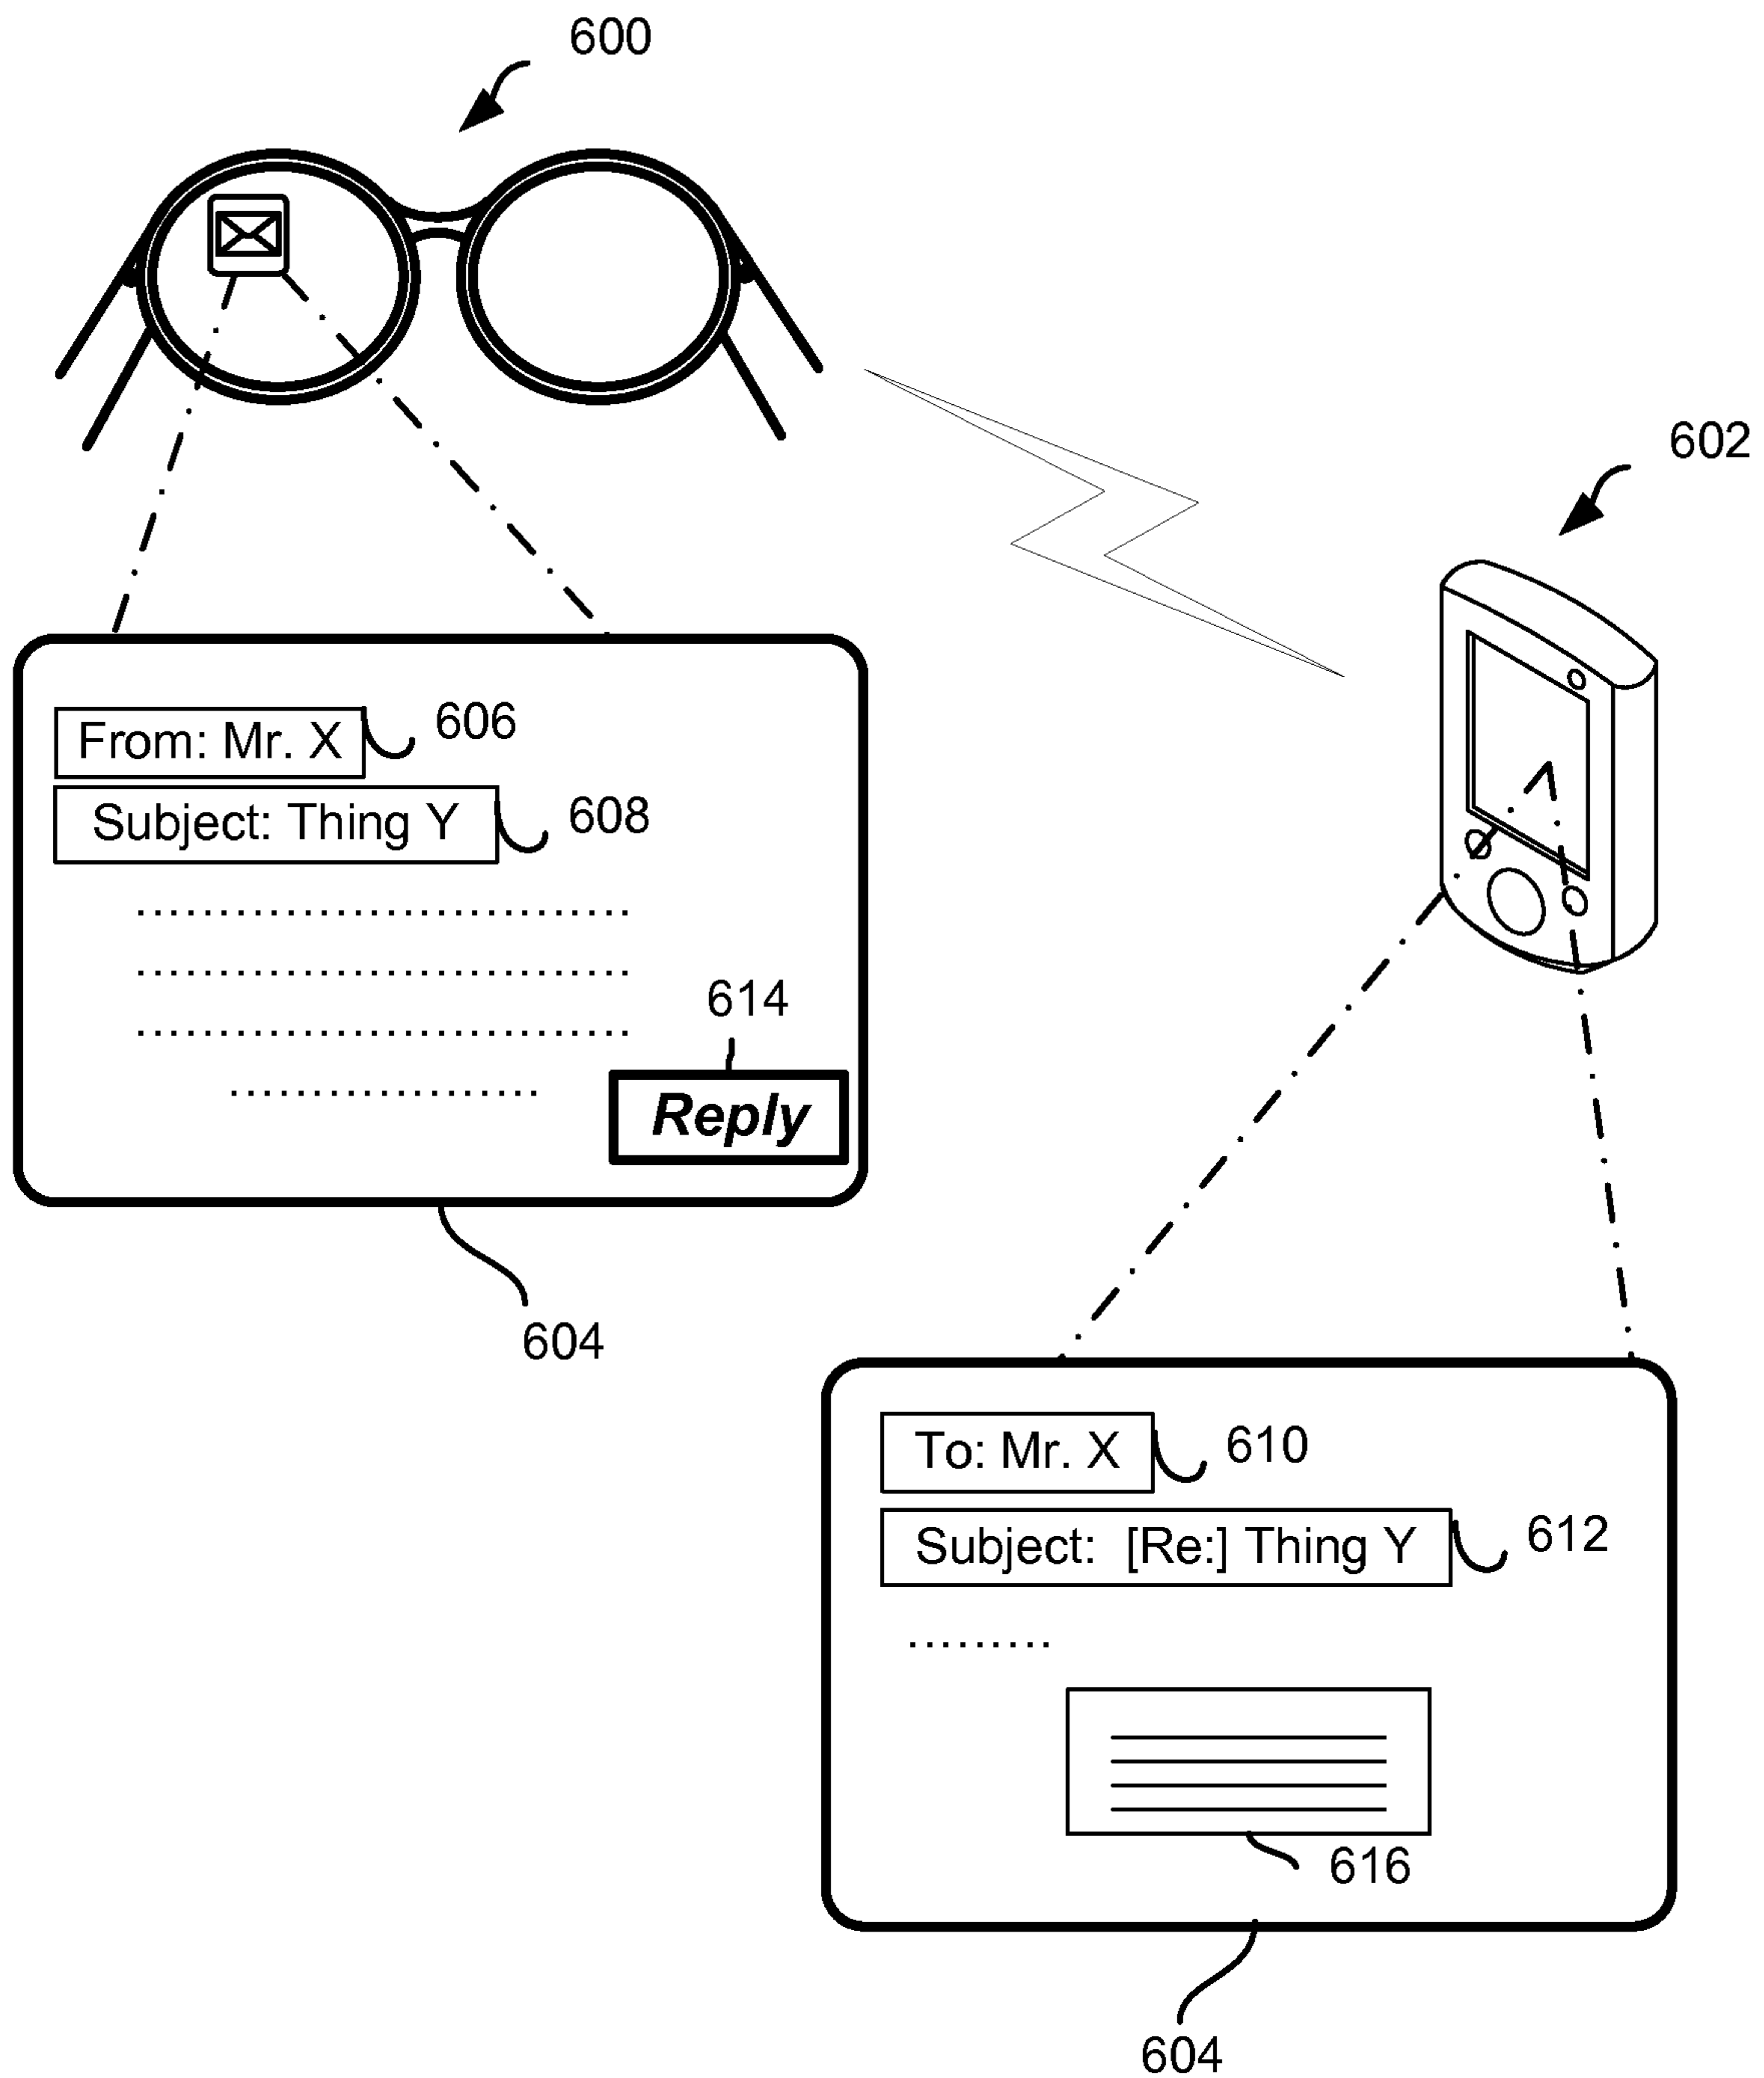 600
602
From: Mr. X
606
Subject: Thing Y
608
614
Reply
604
To: Mr. X
610
Subject: [Re:] Thing Y
612
616
604